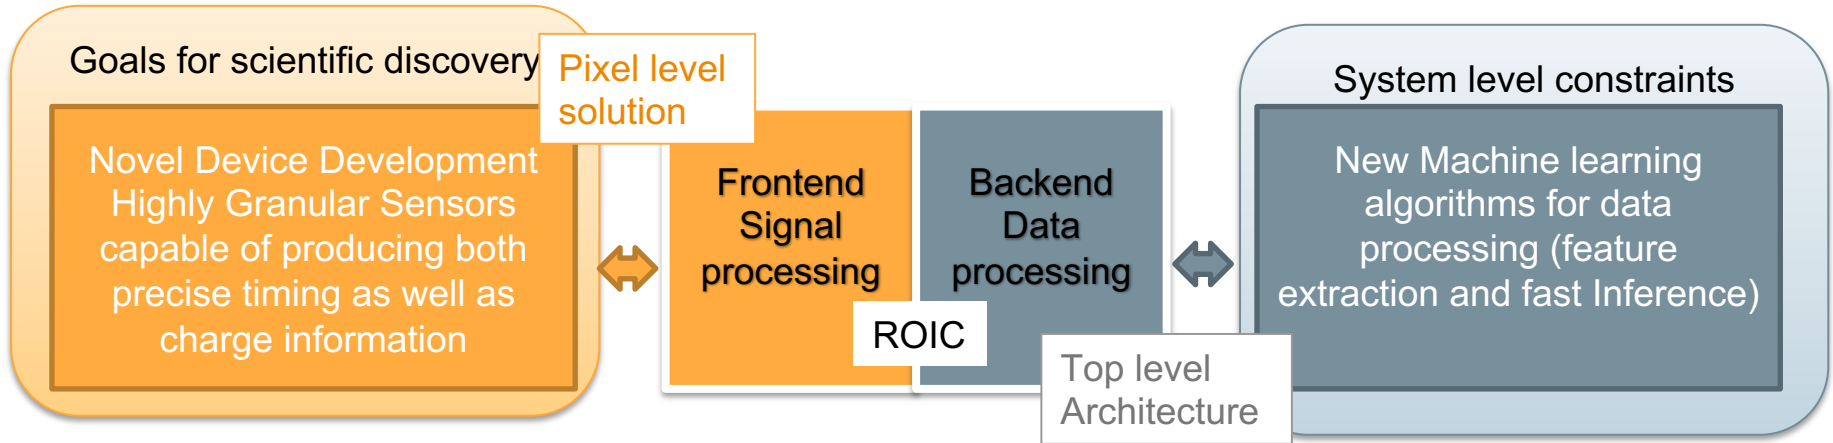 Goals for scientific discovery
Novel Device Development
Highly Granular Sensors
capable of producing both
precise timing as well as
charge information
Pixel level
solution
Frontend
Signal
processing
Backend
Data
processing
ROIC
Top level
Architecture
System level constraints
New Machine learning
algorithms for data
processing (feature
extraction and fast Inference)